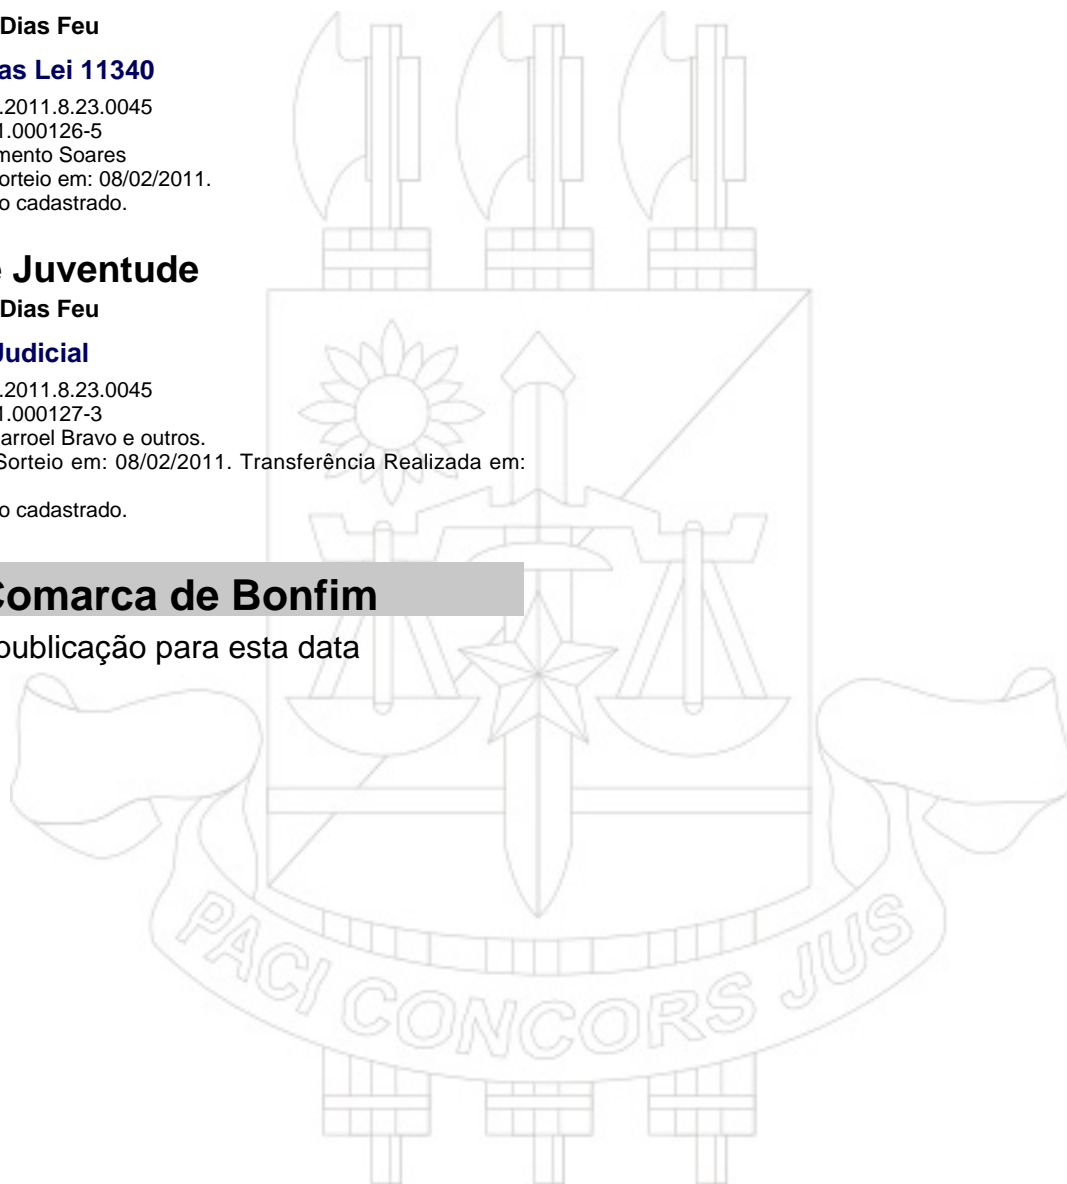 Dias Feu
as Lei 11340
.2011.8.23.0045
1.000126-5
mento Soares
orteio em: 08/02/2011.
o cadastrado.
e Juventude
Dias Feu
Judicial
.2011.8.23.0045
1.000127-3
arroel Bravo e outros.
Sorteio em: 08/02/2011. Transferência Realizada em:
o cadastrado.
Comarca de Bonfim
publicação para esta data
PACI CONCORS JUS